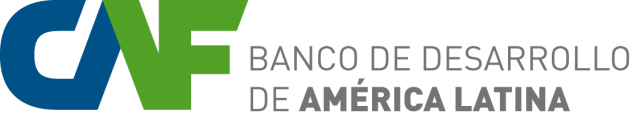 CAF
BANCO DE DESARROLLO
DE AMÉRICA LATINA